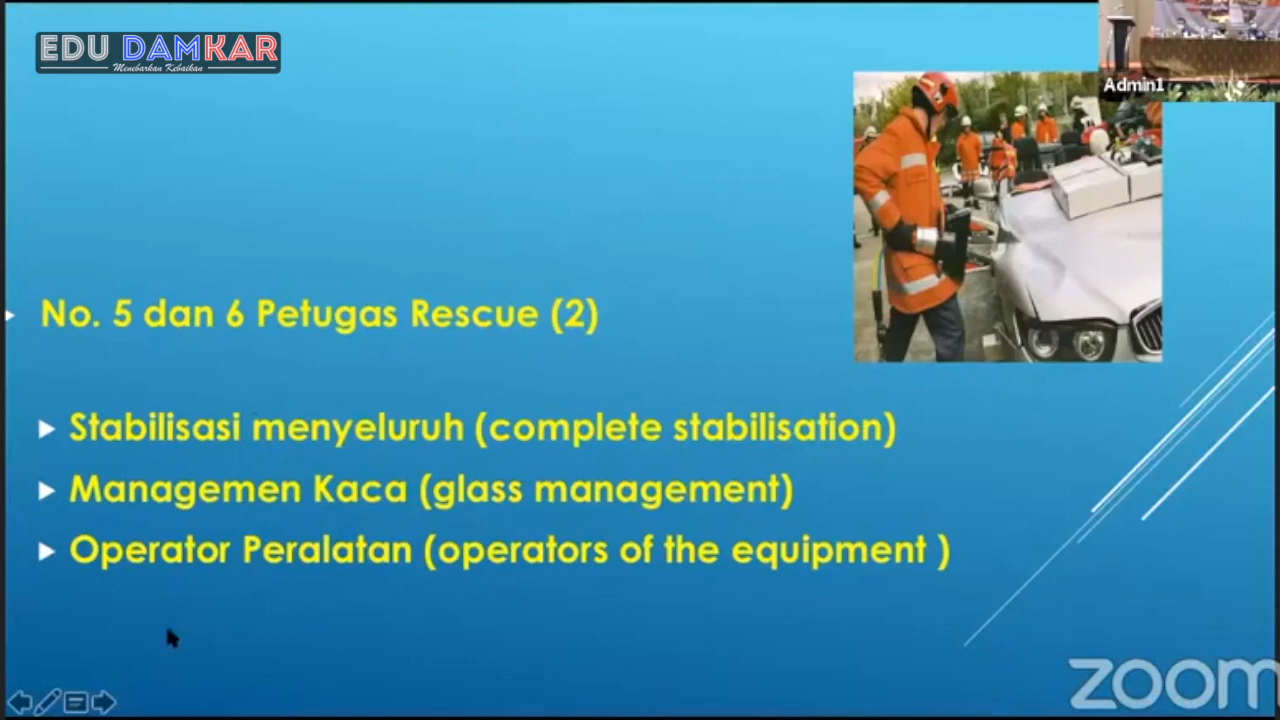 EDU DAMKAR
Menebarkan Kebaikan
Admin1
No. 5 dan 6 Petugas Rescue (2)
Stabilisasi menyeluruh (complete stabilisation)
Managemen Kaca (glass management)
Operator Peralatan (operators of the equipment )
zoom